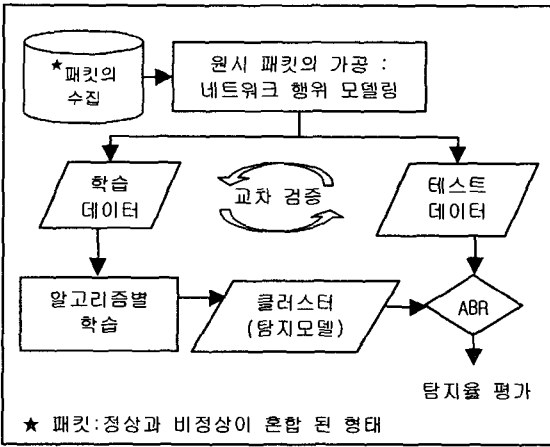 ★패킷의
수집
원시 패킷의 가공 :
네트워크 행위 모델링
학습
데이터
교차 검증
테스트
데이터
알고리즘별
학습
클러스터
(탐지모델)
ABR
탐지율 평가
★ 패킷:정상과 비정상이 혼합 된 형태